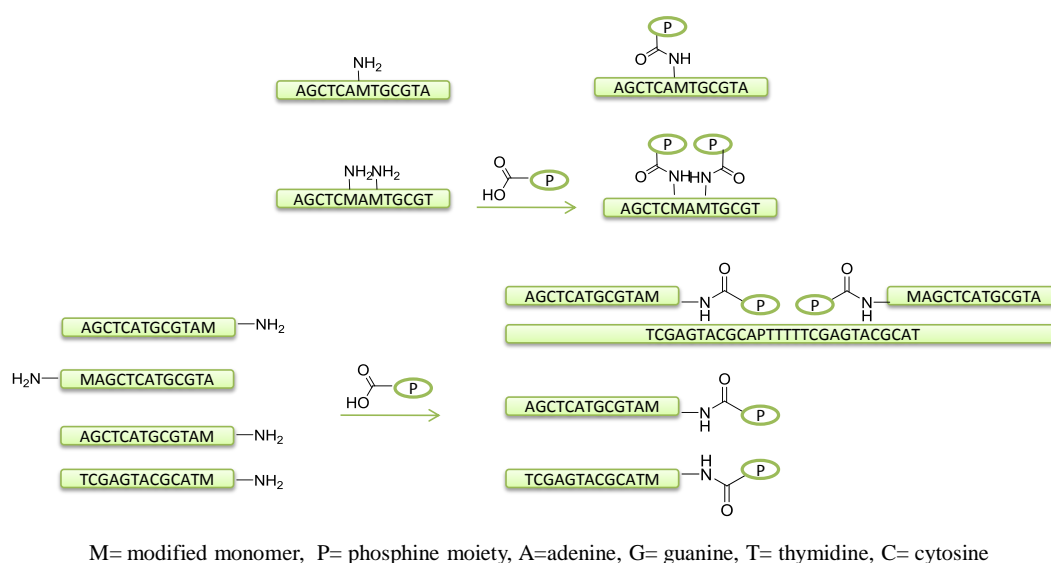 P
O
NH
NH₂
AGCTCAMTGCGTA
AGCTCAMTGCGTA
P P
O
NH₂NH₂
O
NH HN
O
HO
P
AGCTCMAMTGCGT
AGCTCMAMTGCGT
O
O
AGCTCATGCGTAM
N
H
P
P
N
H
MAGCTCATGCGTA
AGCTCATGCGTAM
NH₂
TCGAGTACGCAPTTTTTCGAGTACGCAT
H₂N
MAGCTCATGCGTA
O
HO
P
O
AGCTCATGCGTAM
N
H
P
AGCTCATGCGTAM
NH₂
TCGAGTACGCATM
NH₂
TCGAGTACGCATM
H
N
P
O
M= modified monomer, P= phosphine moiety, A=adenine, G= guanine, T= thymidine, C= cytosine